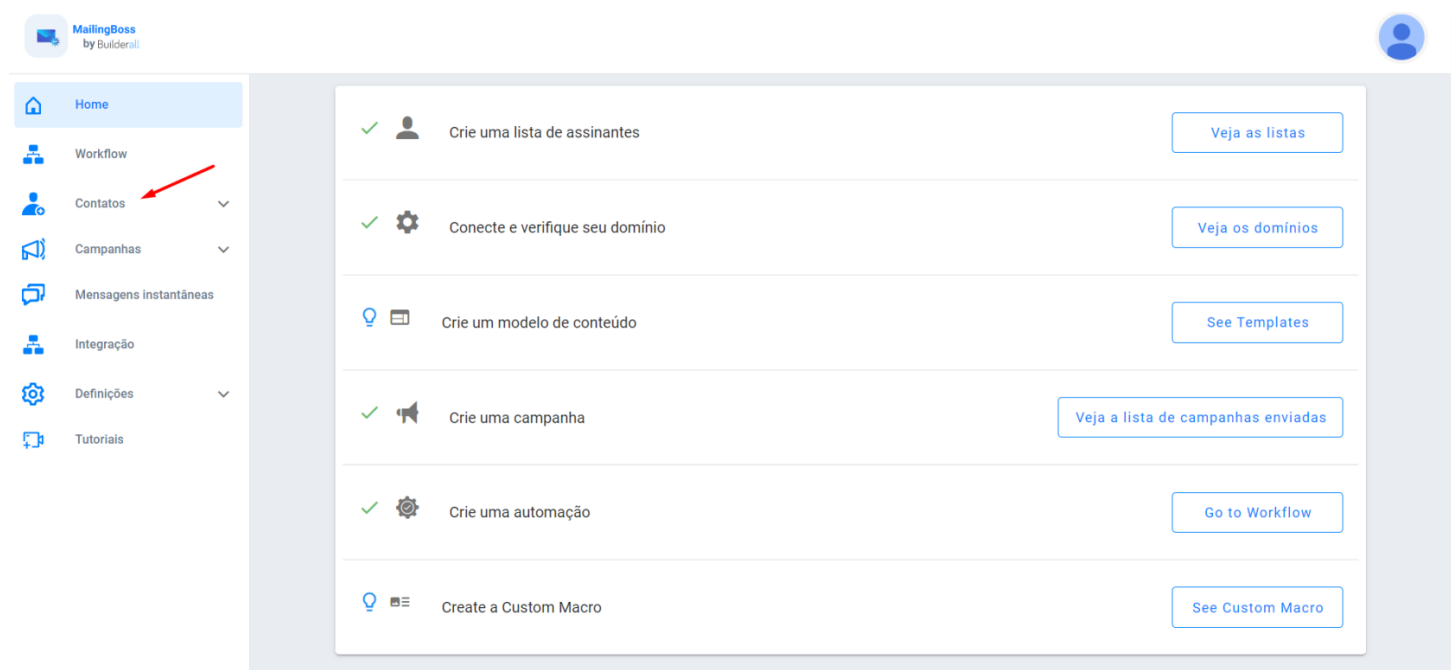 MailingBoss
by Builderall
Home
Workflow
Contatos
Campanhas
Mensagens instantâneas
Integração
Definições
Tutoriais
Crie uma lista de assinantes
Veja as listas
Conecte e verifique seu domínio
Veja os domínios
Crie um modelo de conteúdo
See Templates
Crie uma campanha
Veja a lista de campanhas enviadas
Crie uma automação
Go to Workflow
Create a Custom Macro
See Custom Macro